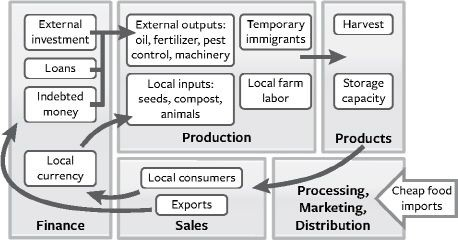 External
investment
Loans
Indebted
money
Local
currency
Finance
External outputs:
oil, fertilizer, pest
control, machinery
Temporary
immigrants
Local inputs:
seeds, compost,
animals
Local farm
labor
Production
Harvest
Storage
capacity
Products
Local consumers
Exports
Sales
Processing,
Marketing,
Distribution
Cheap food
imports